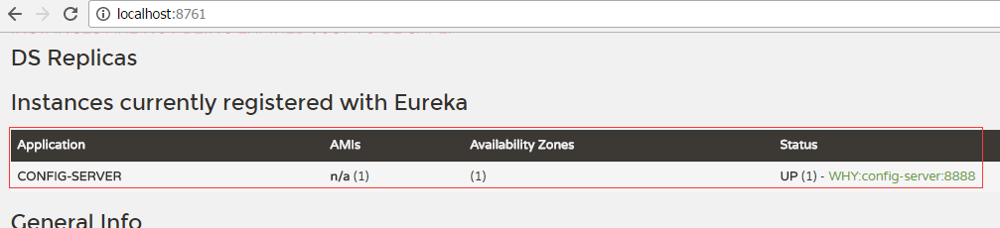 localhost:8761
DS Replicas
Instances currently registered with Eureka
Application AMIs Availability Zones Status
CONFIG-SERVER n/a (1) (1) UP (1) - WHY:config-server:8888
General Info